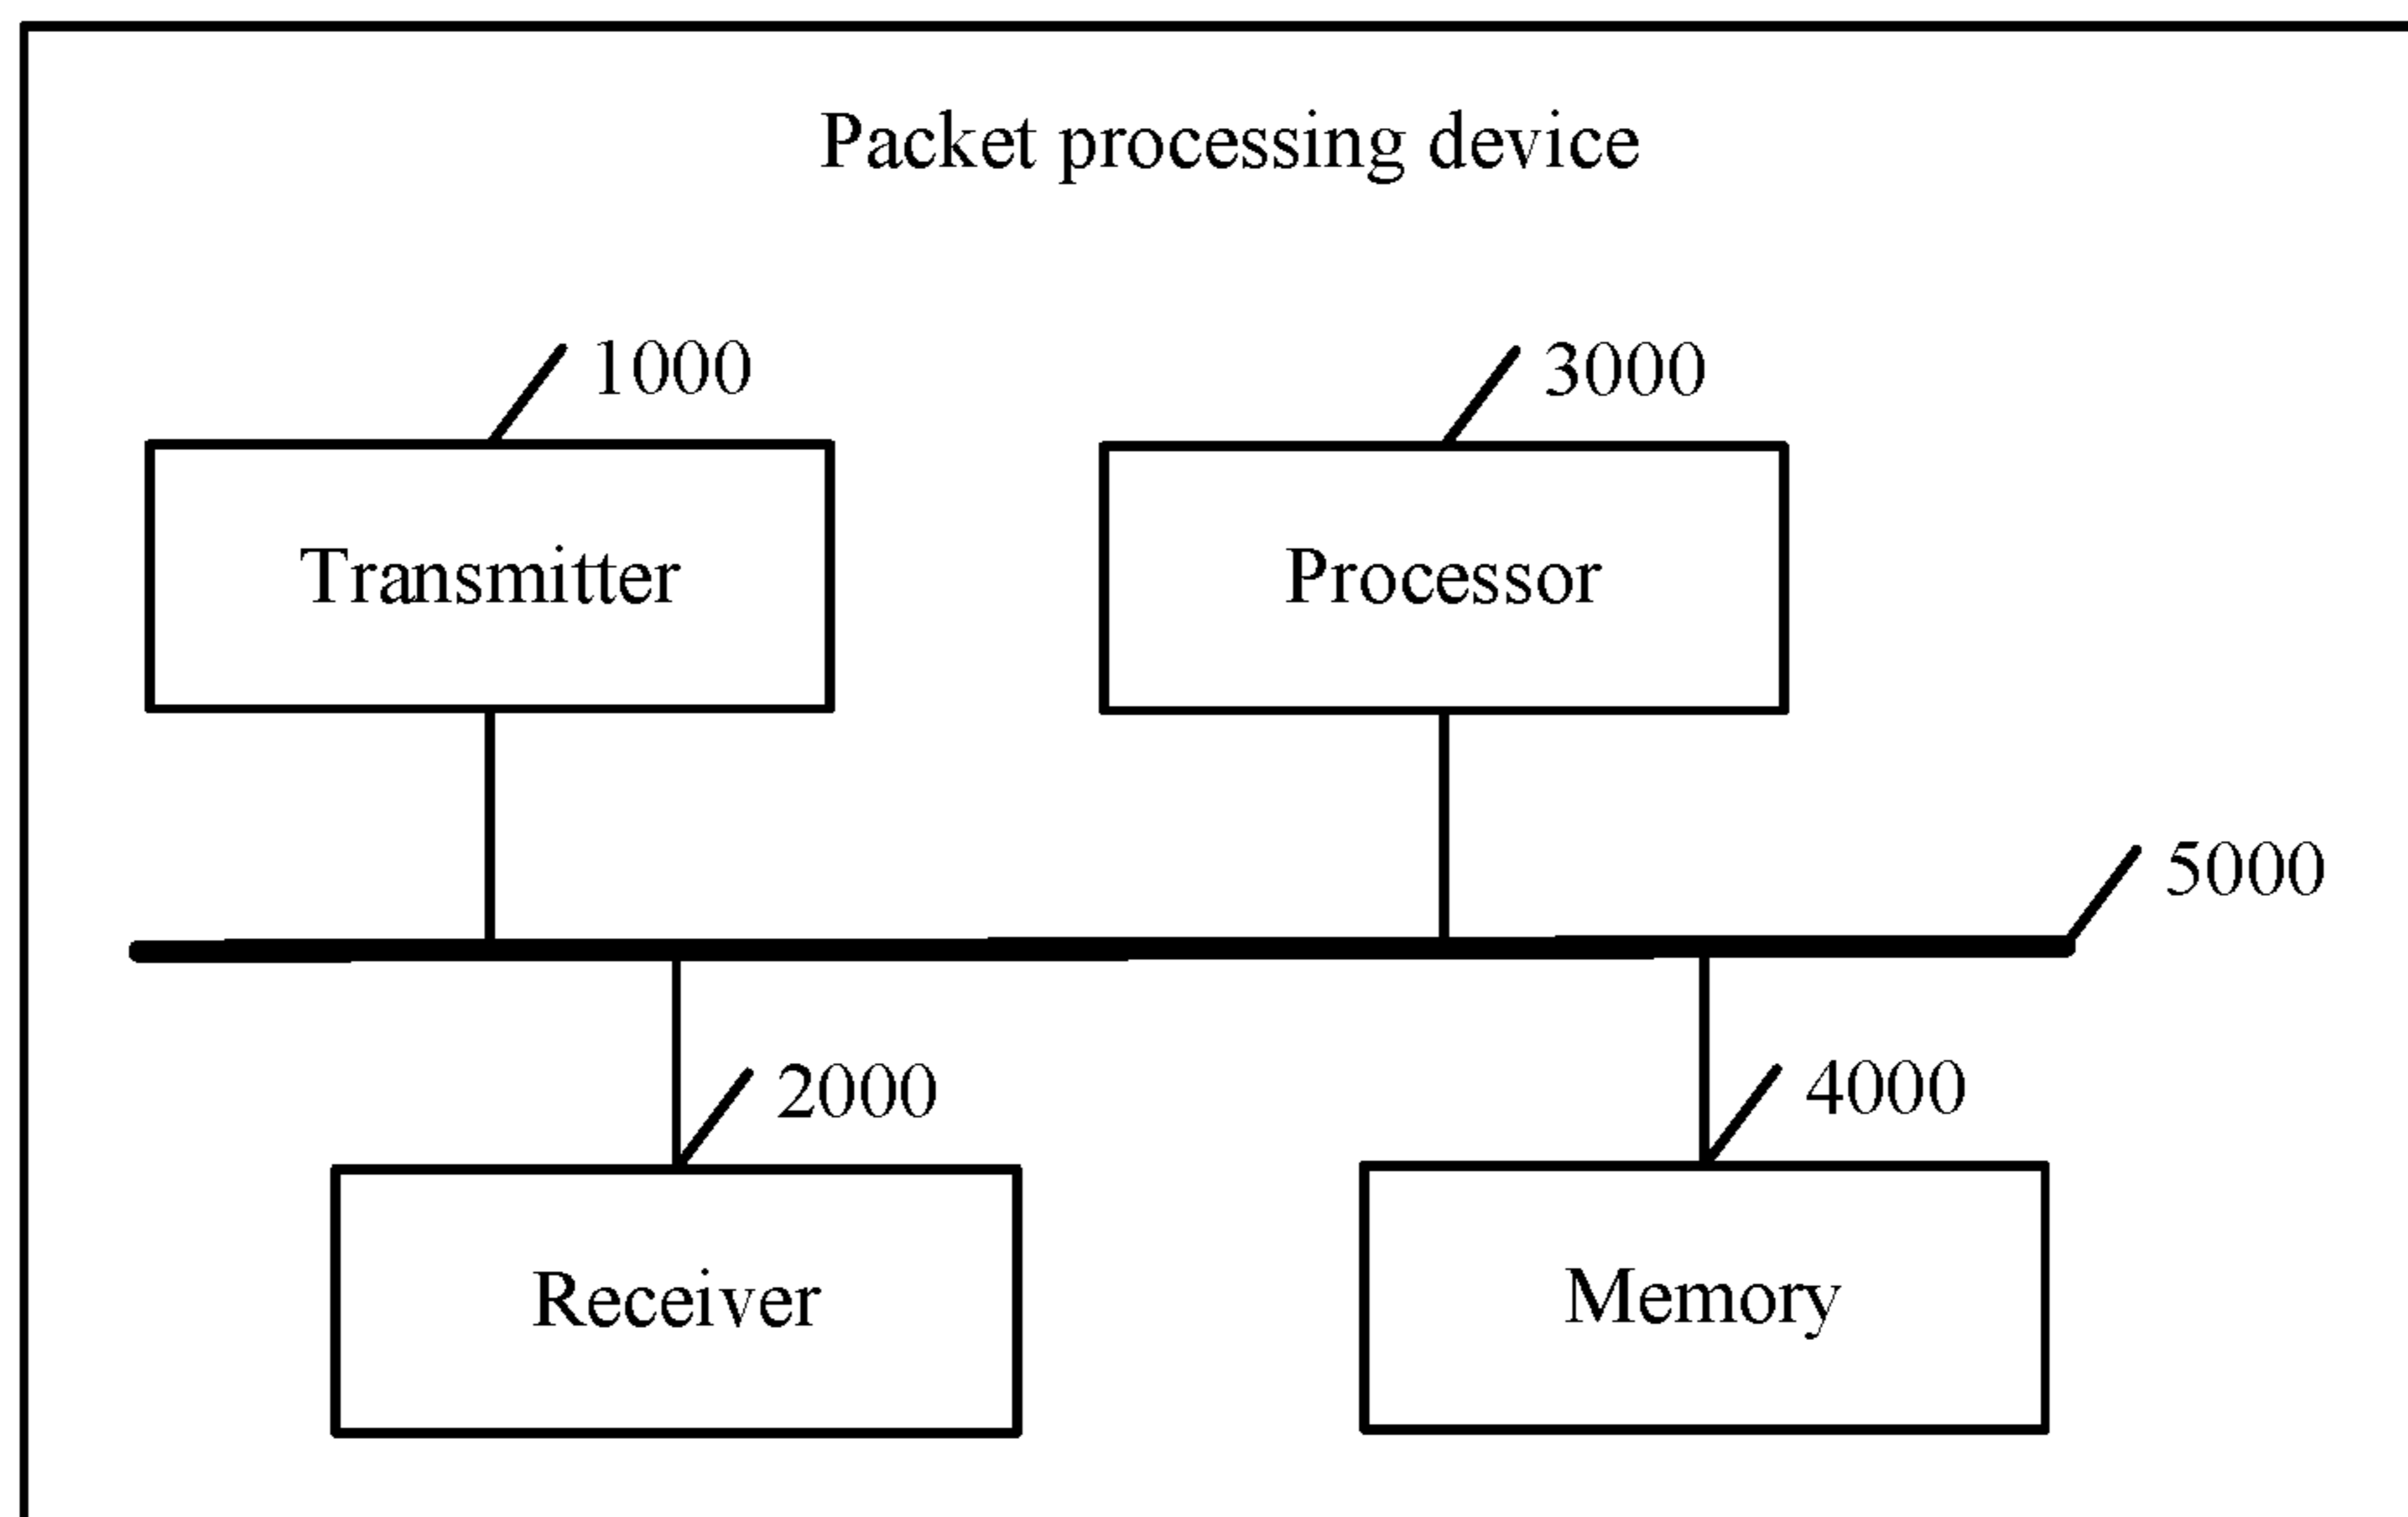 Packet processing device
1000
3000
Transmitter
Processor
5000
2000
4000
Receiver
Memory